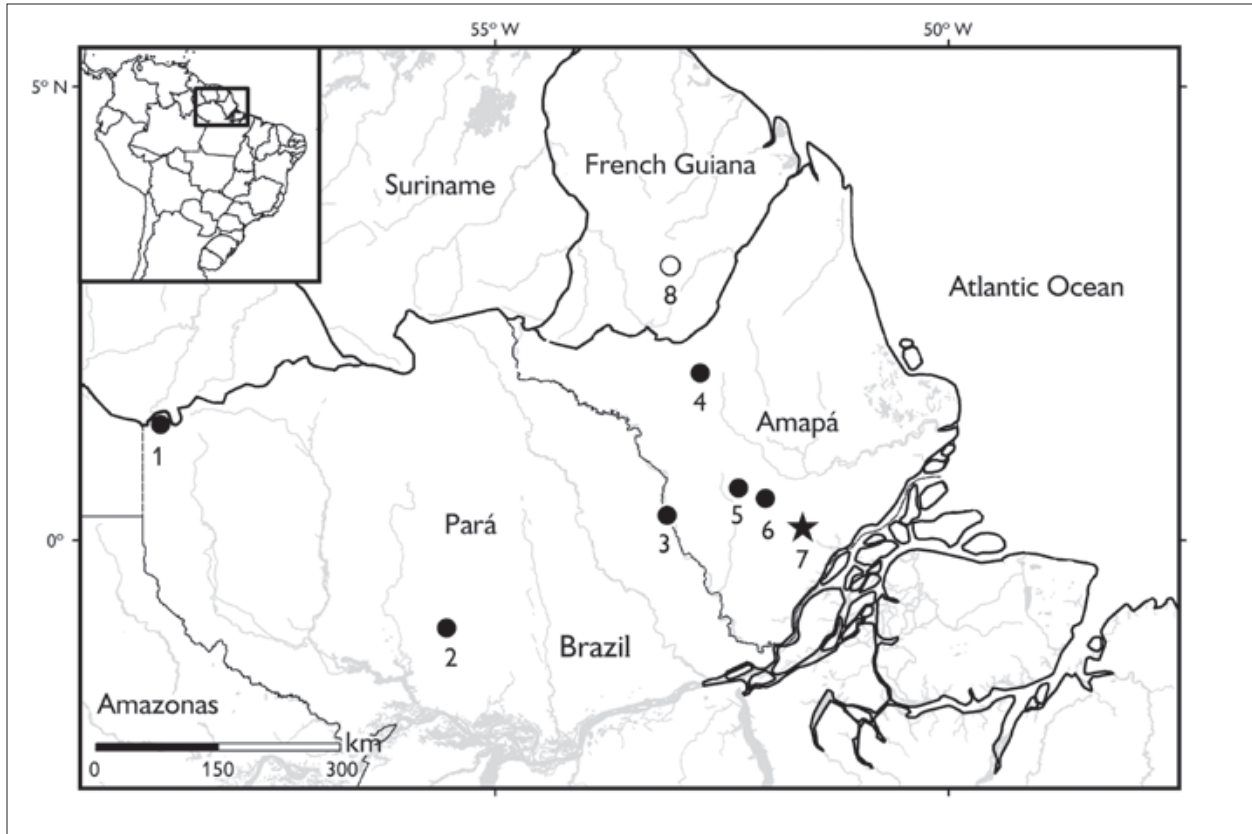 55° W
50° W
5° N
French Guiana
Suriname
8
Atlantic Ocean
4
Amapá
1
Pará
5
6
3
7
0°
2
Brazil
Amazonas
km
0
150
300